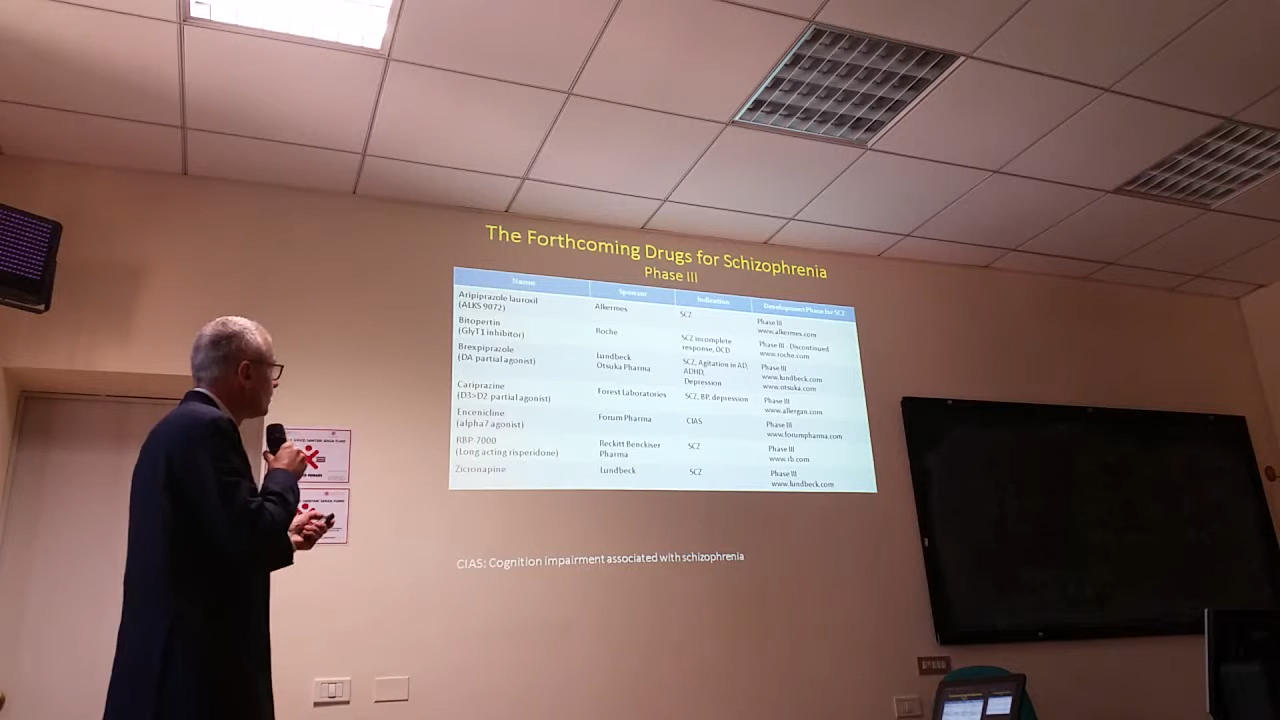 The Forthcoming Drugs for Schizophrenia
Phase III
Name Sponsor Indication Development Phase for SCZ
Aripiprazole lauroxil
(ALKS 9072)
Alkermes
SCZ
Phase III
www.alkermes.com
Bitopertin
(GlyT1 inhibitor)
Roche
SCZ incomplete
response, OCD
Phase III - Discontinued
www.roche.com
Brexpiprazole
(DA partial agonist)
Lundbeck
Otsuka Pharma
SCZ, Agitation in AD,
ADHD,
Depression
Phase III
www.lundbeck.com
www.otsuka.com
Cariprazine
(D3>D2 partial agonist)
Forest Laboratories
SCZ, BP, depression
Phase III
www.allergan.com
Encenicline
(alpha7 agonist)
Forum Pharma
CIAS
Phase III
www.forumpharma.com
RBP-7000
(Long acting risperidone)
Reckitt Benckiser
Pharma
SCZ
Phase III
www.rb.com
Zicronapine
Lundbeck
SCZ
Phase III
www.lundbeck.com
CIAS: Cognition impairment associated with schizophrenia